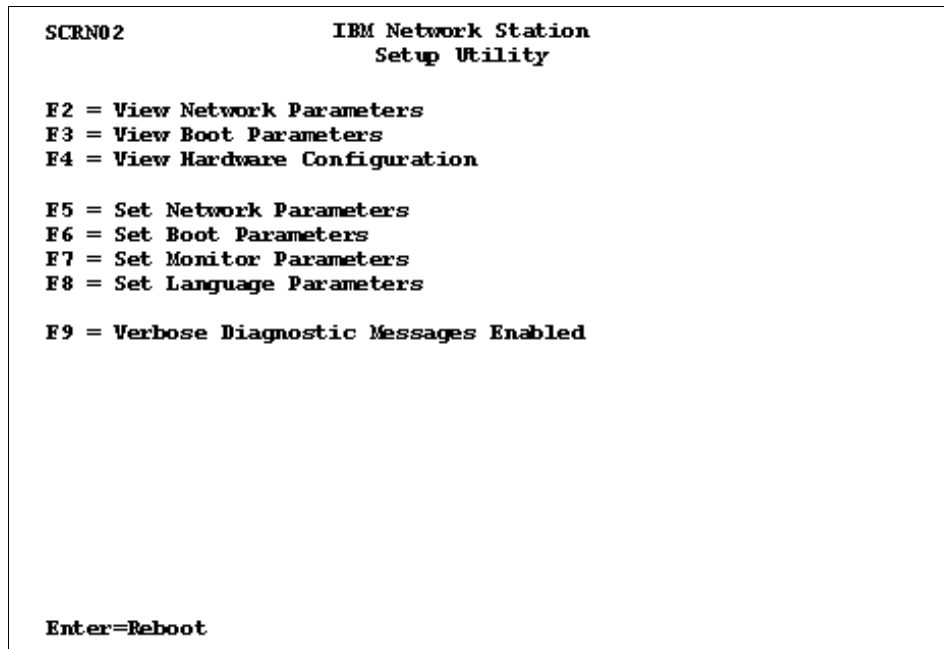 SCRN02 IBM Network Station
Setup Utility
F2 = View Network Parameters
F3 = View Boot Parameters
F4 = View Hardware Configuration
F5 = Set Network Parameters
F6 = Set Boot Parameters
F7 = Set Monitor Parameters
F8 = Set Language Parameters
F9 = Verbose Diagnostic Messages Enabled
Enter=Reboot